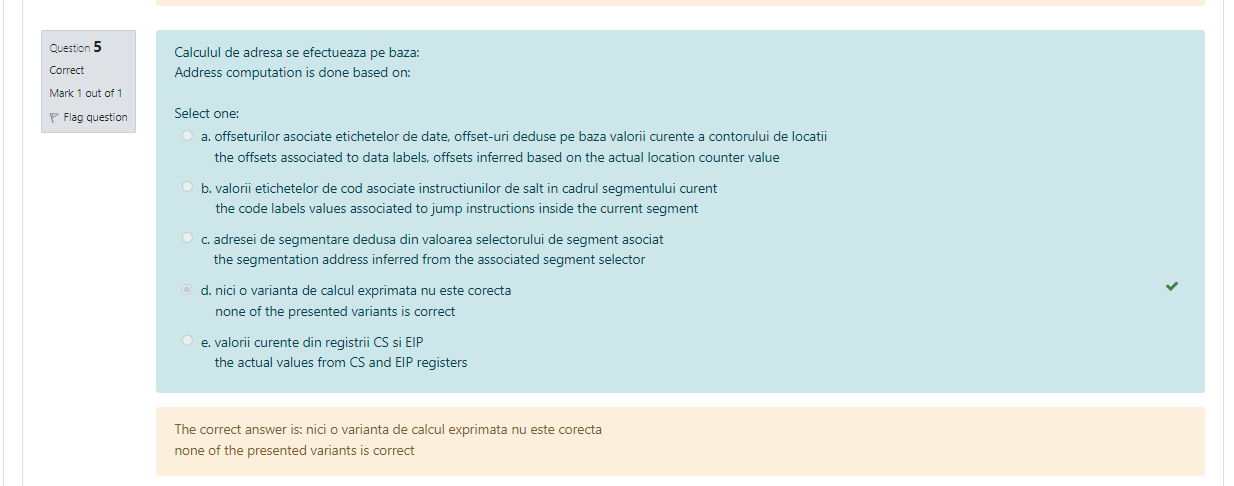 Question 5
Correct
Mark 1 out of 1
Flag question
Calculul de adresa se efectueaza pe baza:
Address computation is done based on:
Select one:
a. offseturilor asociate etichetelor de date, offset-uri deduse pe baza valorii curente a contorului de locatii
the offsets associated to data labels, offsets inferred based on the actual location counter value
b. valorii etichetelor de cod asociate instructiunilor de salt in cadrul segmentului curent
the code labels values associated to jump instructions inside the current segment
c. adresei de segmentare dedusa din valoarea selectorului de segment asociat
the segmentation address inferred from the associated segment selector
d. nici o varianta de calcul exprimata nu este corecta
none of the presented variants is correct
e. valorii curente din registrii CS si EIP
the actual values from CS and EIP registers
The correct answer is: nici o varianta de calcul exprimata nu este corecta
none of the presented variants is correct